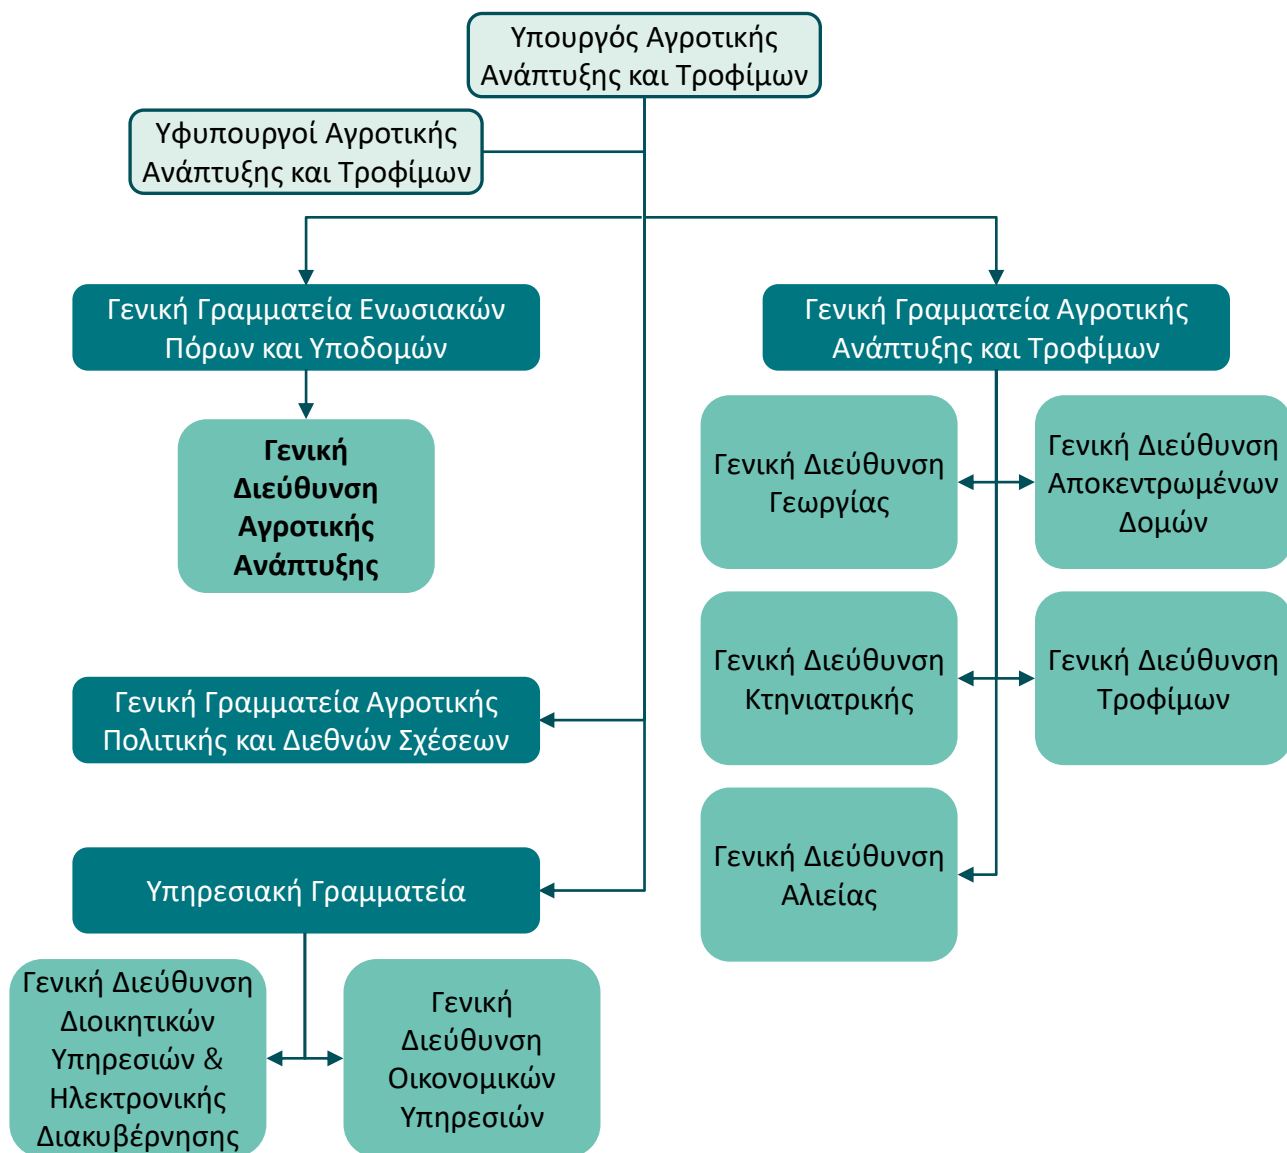 Υπουργός Αγροτικής
Ανάπτυξης και Τροφίμων
Υφυπουργοί Αγροτικής
Ανάπτυξης και Τροφίμων
Γενική Γραμματεία Ενωσιακών
Πόρων και Υποδομών
Γενική
Διεύθυνση
Αγροτικής
Ανάπτυξης
Γενική Γραμματεία Αγροτικής
Πολιτικής και Διεθνών Σχέσεων
Υπηρεσιακή Γραμματεία
Γενική Διεύθυνση
Διοικητικών
Υπηρεσιών &
Ηλεκτρονικής
Διακυβέρνησης
Γενική
Διεύθυνση
Οικονομικών
Υπηρεσιών
Γενική Γραμματεία Αγροτικής
Ανάπτυξης και Τροφίμων
Γενική Διεύθυνση
Γεωργίας
Γενική Διεύθυνση
Αποκεντρωμένων
Δομών
Γενική Διεύθυνση
Κτηνιατρικής
Γενική Διεύθυνση
Τροφίμων
Γενική Διεύθυνση
Αλιείας